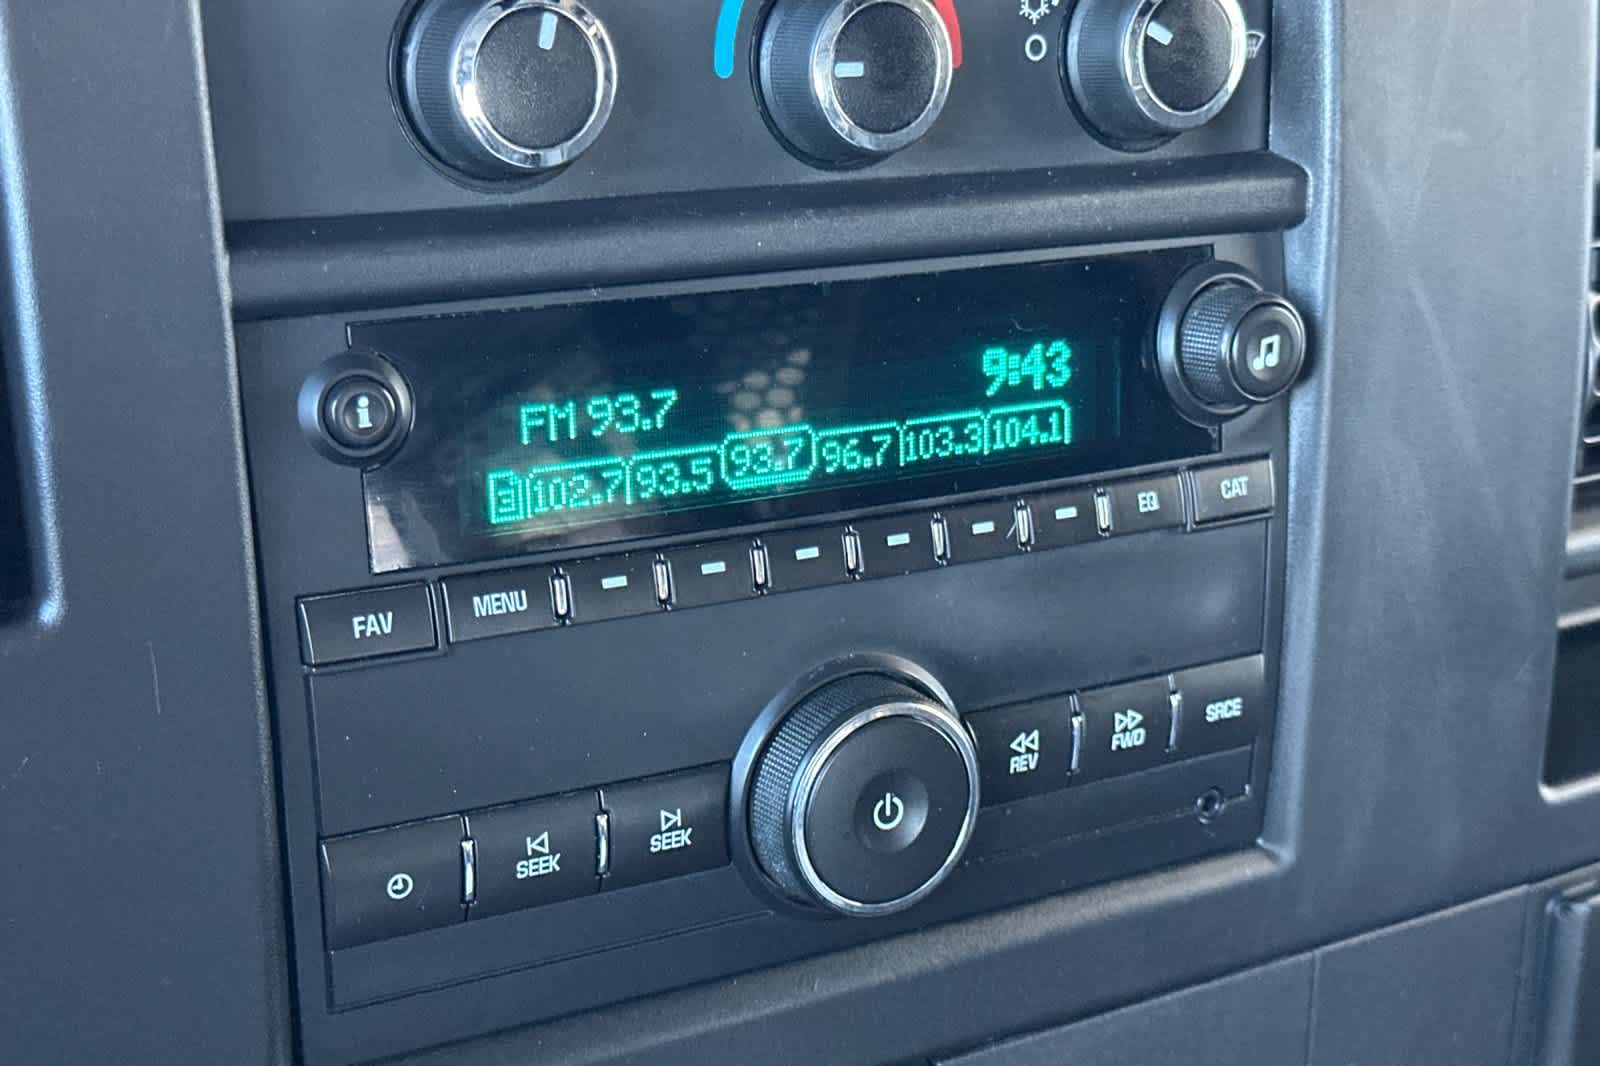 9:43
FM 93.7
3 102.7 93.5 93.7 96.7 103.3 104.1
i
FAV MENU EQ CAT
REV FWD SRCE
SEEK SEEK